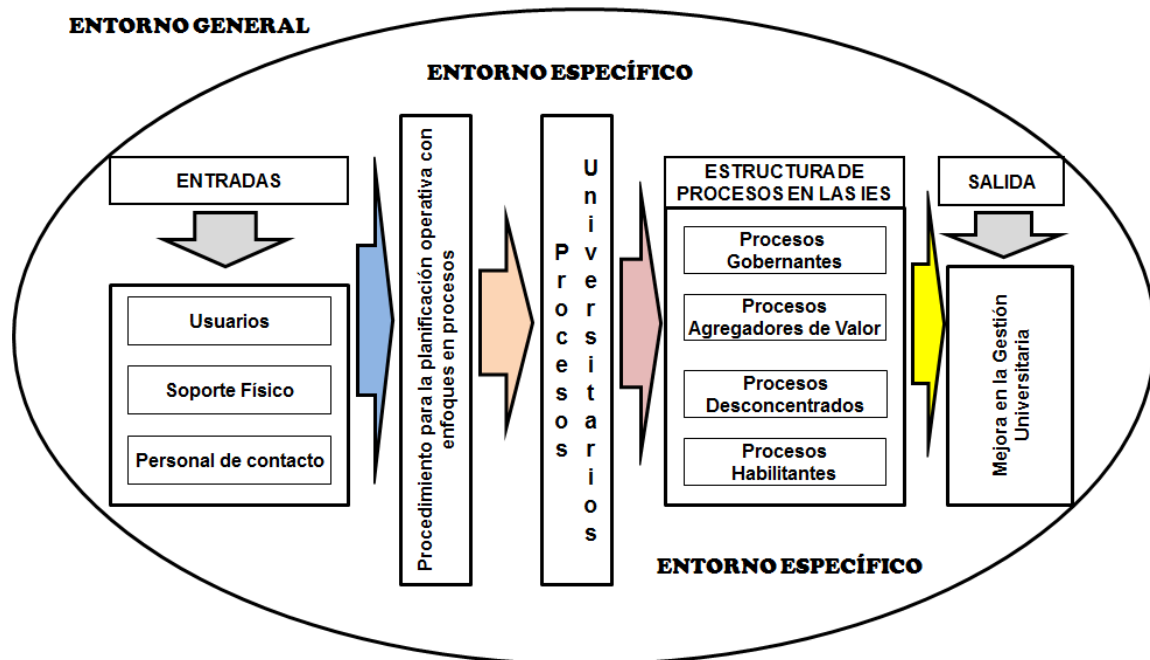 ENTORNO GENERAL
ENTORNO ESPECÍFICO
ENTRADAS
Usuarios
Soporte Físico
Personal de contacto
Procedimiento para la planificación operativa con
enfoques en procesos
Procesos
Universitarios
ESTRUCTURA DE
PROCESOS EN LAS IES
Procesos
Gobernantes
Procesos
Agregadores de Valor
Procesos
Desconcentrados
Procesos
Habilitantes
SALIDA
Mejora en la Gestión
Universitaria
ENTORNO ESPECÍFICO